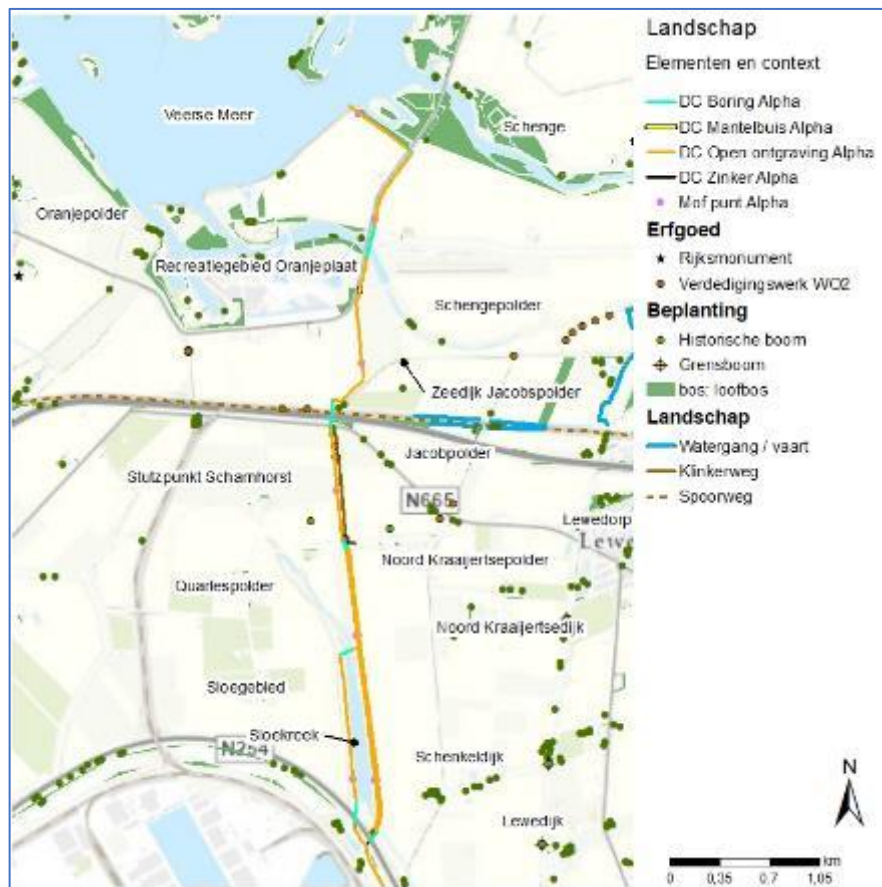 Veerse Meer
Schenge
Oranjepolder
Recreatiegebied Oranjeplaat
Schengepolder
Zeedijk Jacobspolder
Jacobpolder
Stutzpunkt Scharnhorst
N665
Lewedorp
Lewe
Noord Kraaijertsepolder
Quarlespolder
Noord Kraaijertsedijk
Sloegebied
Sloekreek
N254
Schenkeldijk
Lewedijk
Landschap
Elementen en context
DC Boring Alpha
DC Mantelbuis Alpha
DC Open ontgraving Alpha
DC Zinker Alpha
Mof punt Alpha
Erfgoed
Rijksmonument
Verdedigingswerk WO2
Beplanting
Historische boom
Grensboom
bos: loofbos
Landschap
Watergang / vaart
Klinkerweg
Spoorweg
N
km
0 0,35 0,7 1,05